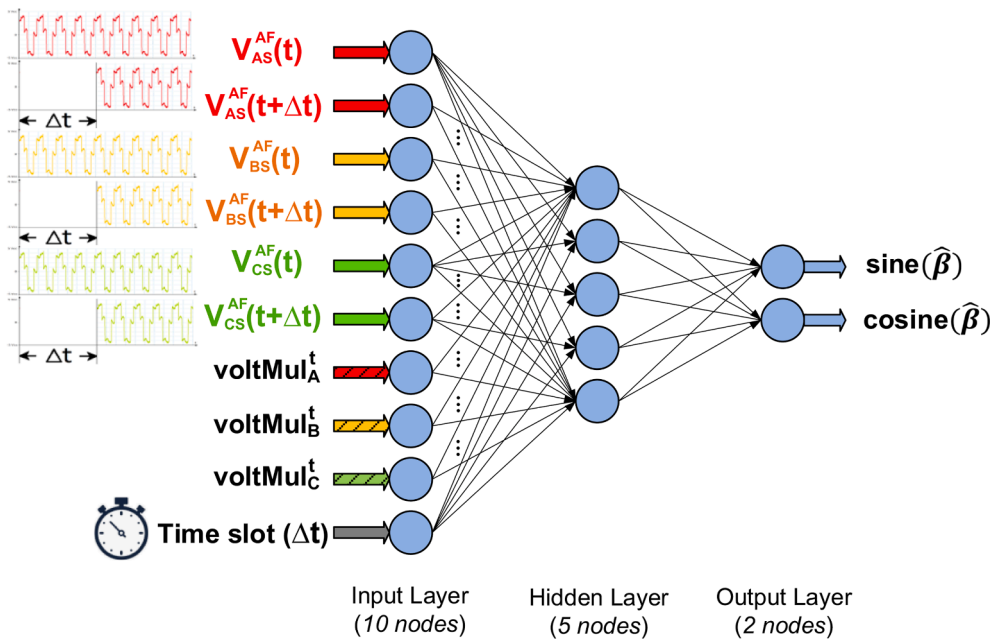 V_AS^AF(t)
V_AS^AF(t+Δt)
Δt
V_BS^AF(t)
V_BS^AF(t+Δt)
Δt
V_CS^AF(t)
V_CS^AF(t+Δt)
Δt
voltMul_A^t
voltMul_B^t
voltMul_C^t
Time slot (Δt)
sine(β̂)
cosine(β̂)
Input Layer
(10 nodes)
Hidden Layer
(5 nodes)
Output Layer
(2 nodes)